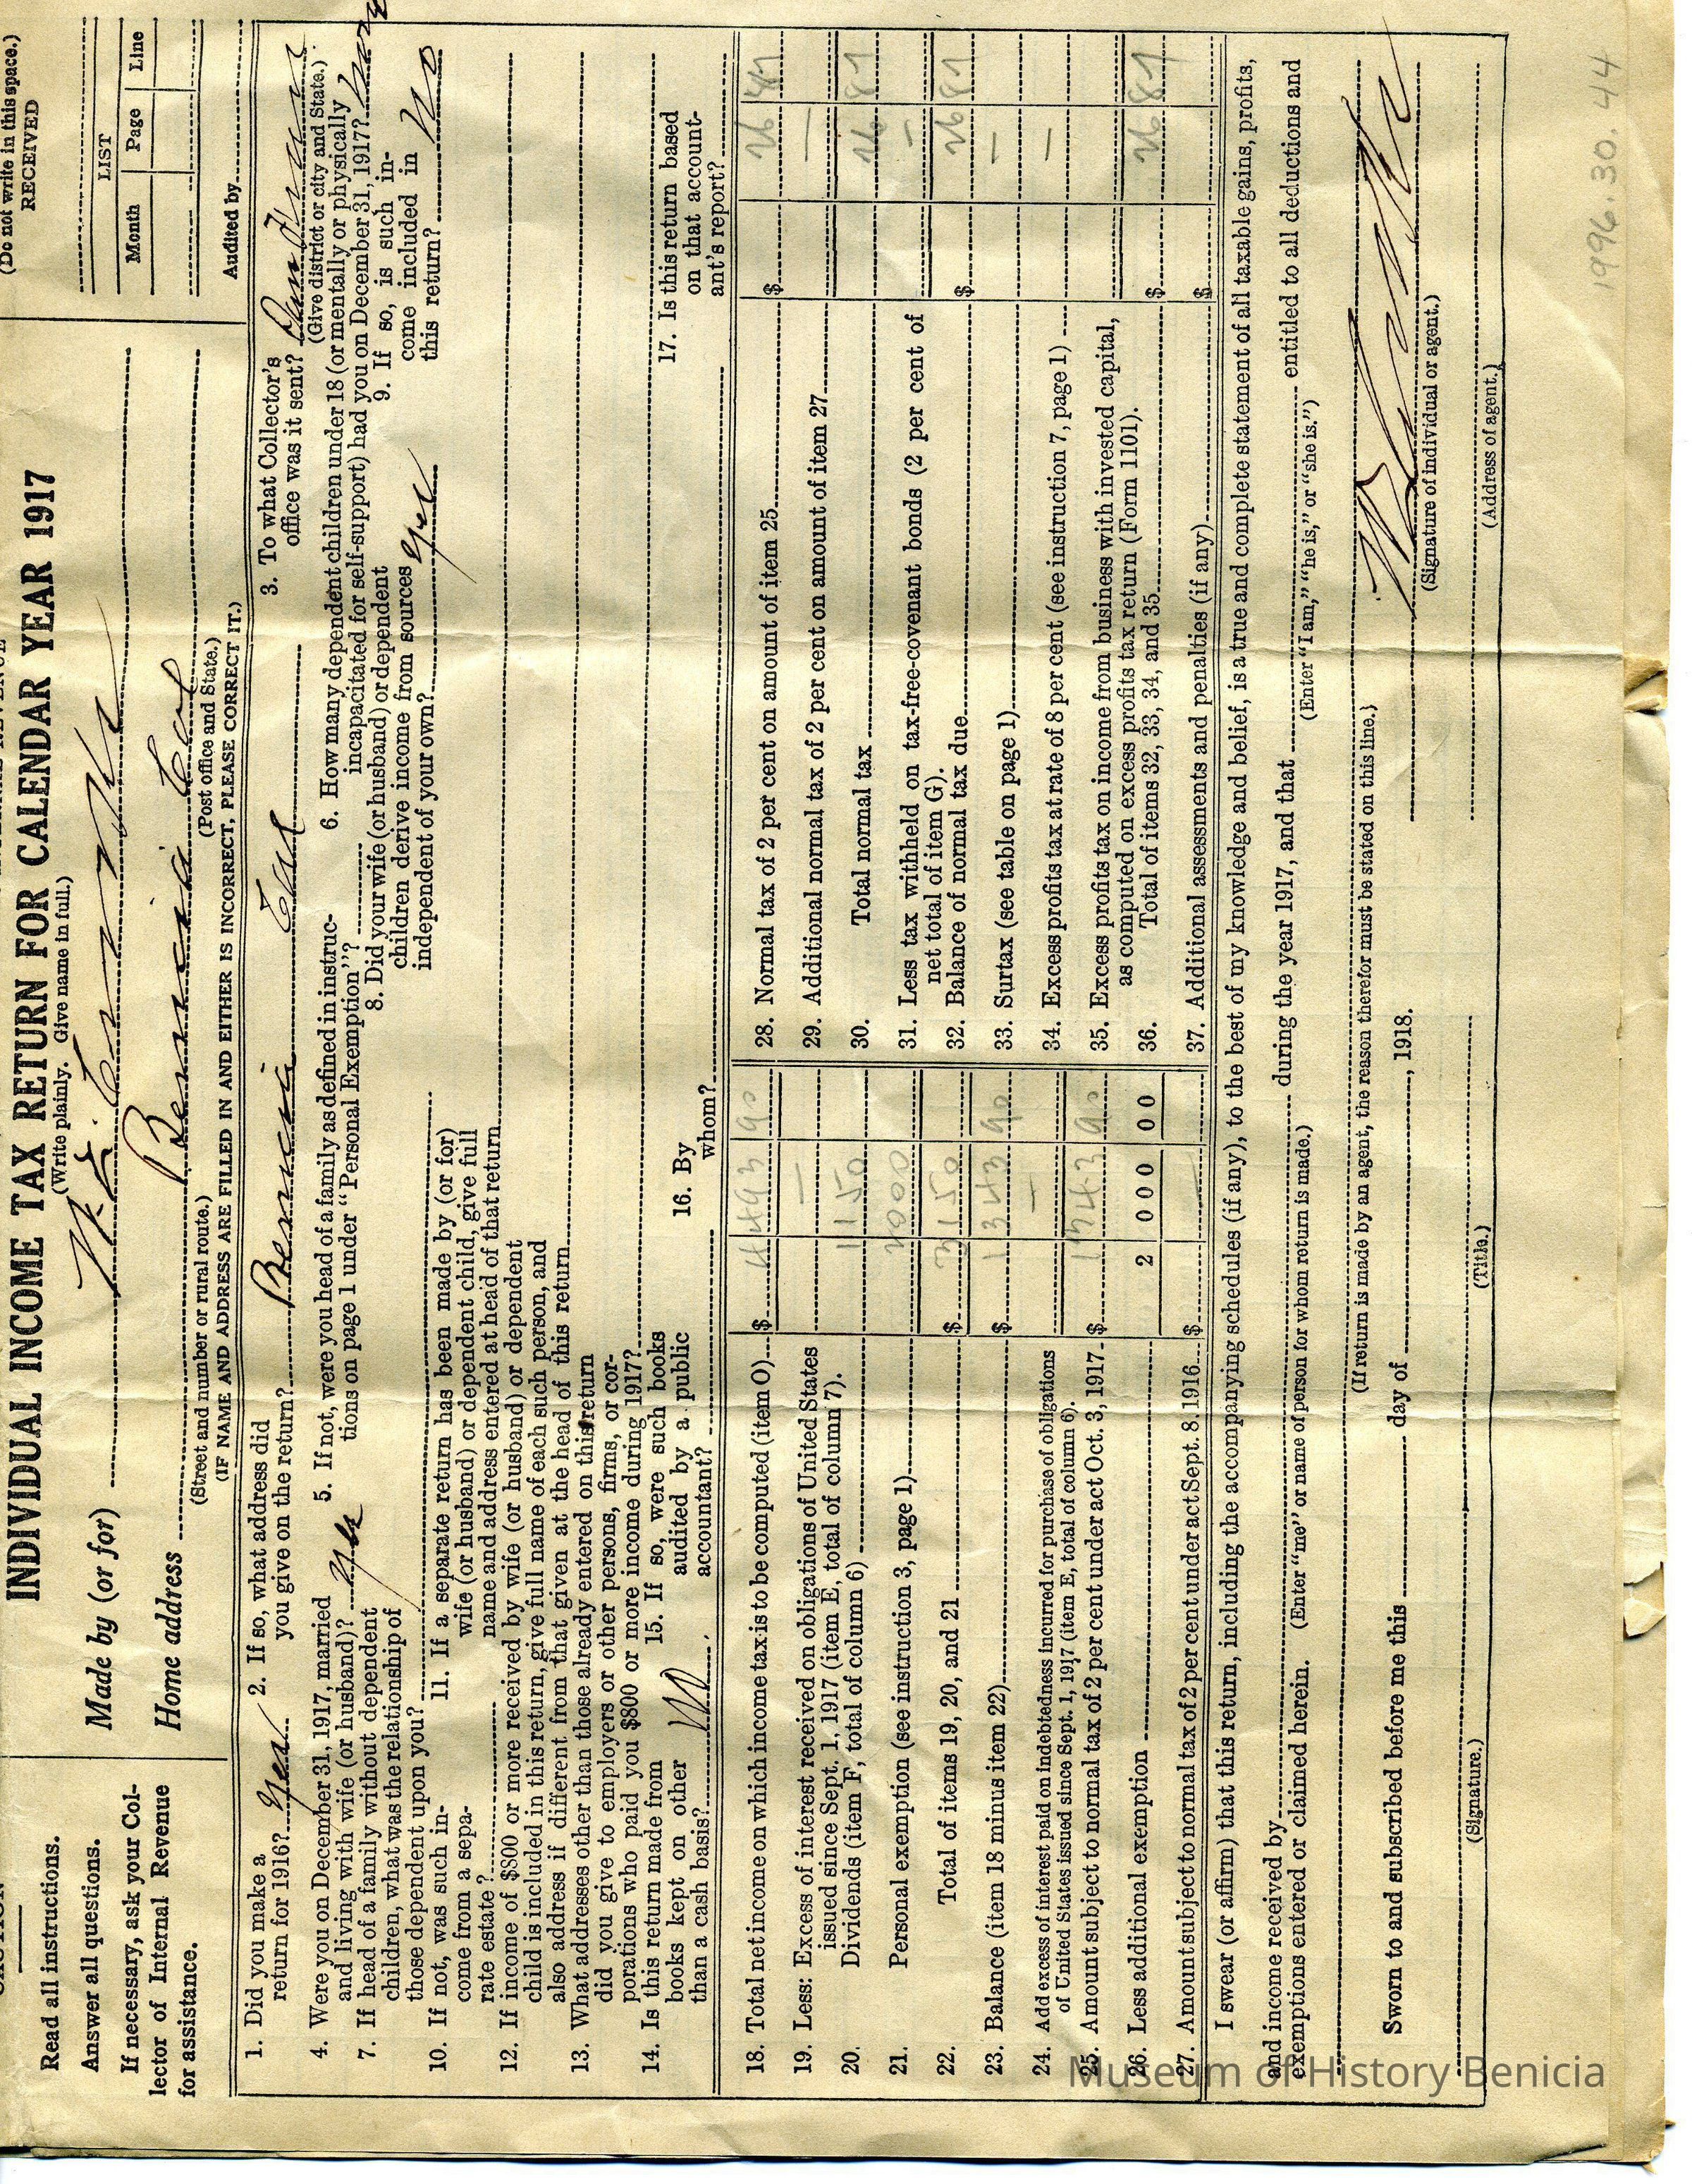 (Do not write in this space.)
RECEIVED
LIST
Month Page Line
Audited by
Read all instructions.
Answer all questions.
If necessary, ask your Col-
lector of Internal Revenue
for assistance.
INDIVIDUAL INCOME TAX RETURN FOR CALENDAR YEAR 1917
(Write plainly. Give name in full.)
Made by (or for)
Home address Benicia Cal
(Street and number or rural route.) (Post office and State.)
(IF NAME AND ADDRESS ARE FILLED IN AND EITHER IS INCORRECT, PLEASE CORRECT IT.)
1. Did you make a
return for 1916? Yes
2. If so, what address did
you give on the return? Benicia Cal
3. To what Collector's
office was it sent?
(Give district or city and State.)
4. Were you on December 31, 1917, married
and living with wife (or husband)? Yes
5. If not, were you head of a family as defined in instruc-
tions on page 1 under "Personal Exemption"?
6. How many dependent children under 18 (or mentally or physically
incapacitated for self-support) had you on December 31, 1917?
7. If head of a family without dependent
children, what was the relationship of
those dependent upon you?
8. Did your wife (or husband) or dependent
children derive income from sources
independent of your own? Yes
9. If so, is such in-
come included in
this return? No
10. If not, was such in-
come from a sepa-
rate estate?
11. If a separate return has been made by (or for)
wife (or husband) or dependent child, give full
name and address entered at head of that return
12. If income of $800 or more received by wife (or husband) or dependent
child is included in this return, give full name of each such person, and
also address if different from that given at the head of this return
13. What addresses other than those already entered on this return
did you give to employers or other persons, firms, or cor-
porations who paid you $800 or more income during 1917?
14. Is this return made from
books kept on other
than a cash basis? No
15. If so, were such books
audited by a public
accountant?
16. By
whom?
17. Is this return based
on that account-
ant's report?
18. Total net income on which income tax is to be computed (item O) $ 4493 90
19. Less: Excess of interest received on obligations of United States
issued since Sept. 1, 1917 (item E, total of column 7). —
20. Dividends (item F, total of column 6) 1150
21. Personal exemption (see instruction 3, page 1) 2000
22. Total of items 19, 20, and 21 $ 3150
23. Balance (item 18 minus item 22) $ 1343 90
24. Add excess of interest paid on indebtedness incurred for purchase of obligations
of United States issued since Sept. 1, 1917 (item E, total of column 6). —
25. Amount subject to normal tax of 2 per cent under act Oct. 3, 1917 $ 1343 90
26. Less additional exemption 2 000 00
27. Amount subject to normal tax of 2 per cent under act Sept. 8, 1916 $ —
28. Normal tax of 2 per cent on amount of item 25 $ 26 87
29. Additional normal tax of 2 per cent on amount of item 27 —
30. Total normal tax 26 87
31. Less tax withheld on tax-free-covenant bonds (2 per cent of
net total of item G). —
32. Balance of normal tax due $ 26 87
33. Surtax (see table on page 1) —
34. Excess profits tax at rate of 8 per cent (see instruction 7, page 1) —
35. Excess profits tax on income from business with invested capital,
as computed on excess profits tax return (Form 1101).
36. Total of items 32, 33, 34, and 35 $ 26 87
37. Additional assessments and penalties (if any) $
I swear (or affirm) that this return, including the accompanying schedules (if any), to the best of my knowledge and belief, is a true and complete statement of all taxable gains, profits,
and income received by during the year 1917, and that entitled to all deductions and
exemptions entered or claimed herein. (Enter "me" or name of person for whom return is made.) (Enter "I am," "he is," or "she is.")
(If return is made by an agent, the reason therefor must be stated on this line.)
Sworn to and subscribed before me this day of , 1918.
(Signature of individual or agent.)
(Signature.) (Title.) (Address of agent.)
1996.30.44
Museum of History Benicia